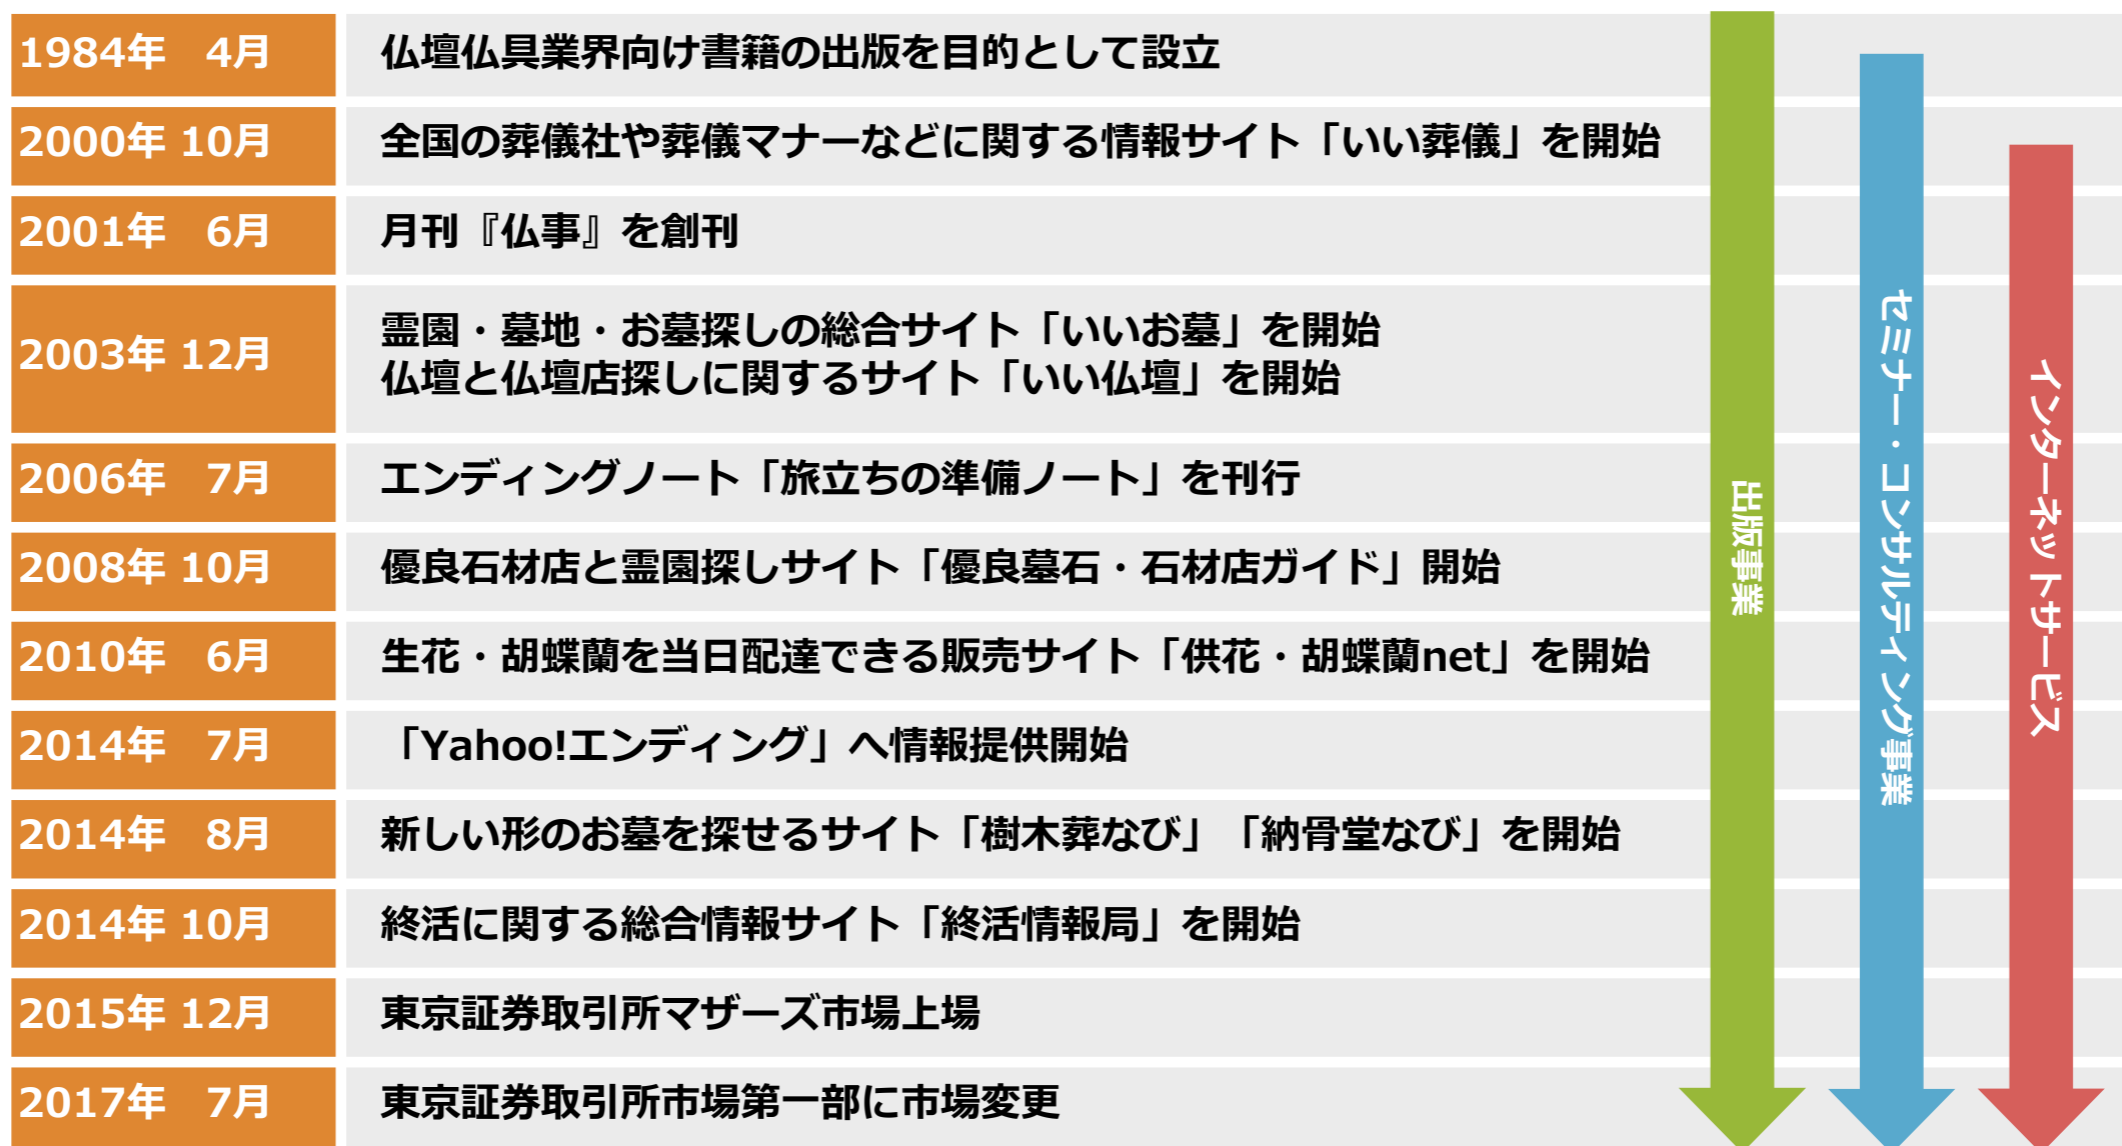 1984年 4月 仏壇仏具業界向け書籍の出版を目的として設立
2000年 10月 全国の葬儀社や葬儀マナーなどに関する情報サイト「いい葬儀」を開始
2001年 6月 月刊『仏事』を創刊
2003年 12月 霊園・墓地・お墓探しの総合サイト「いいお墓」を開始
仏壇と仏壇店探しに関するサイト「いい仏壇」を開始
2006年 7月 エンディングノート「旅立ちの準備ノート」を刊行
2008年 10月 優良石材店と霊園探しサイト「優良墓石・石材店ガイド」開始
2010年 6月 生花・胡蝶蘭を当日配達できる販売サイト「供花・胡蝶蘭net」を開始
2014年 7月 「Yahoo!エンディング」へ情報提供開始
2014年 8月 新しい形のお墓を探せるサイト「樹木葬なび」「納骨堂なび」を開始
2014年 10月 終活に関する総合情報サイト「終活情報局」を開始
2015年 12月 東京証券取引所マザーズ市場上場
2017年 7月 東京証券取引所市場第一部に市場変更
出版事業
セミナー・コンサルティング事業
インターネットサービス